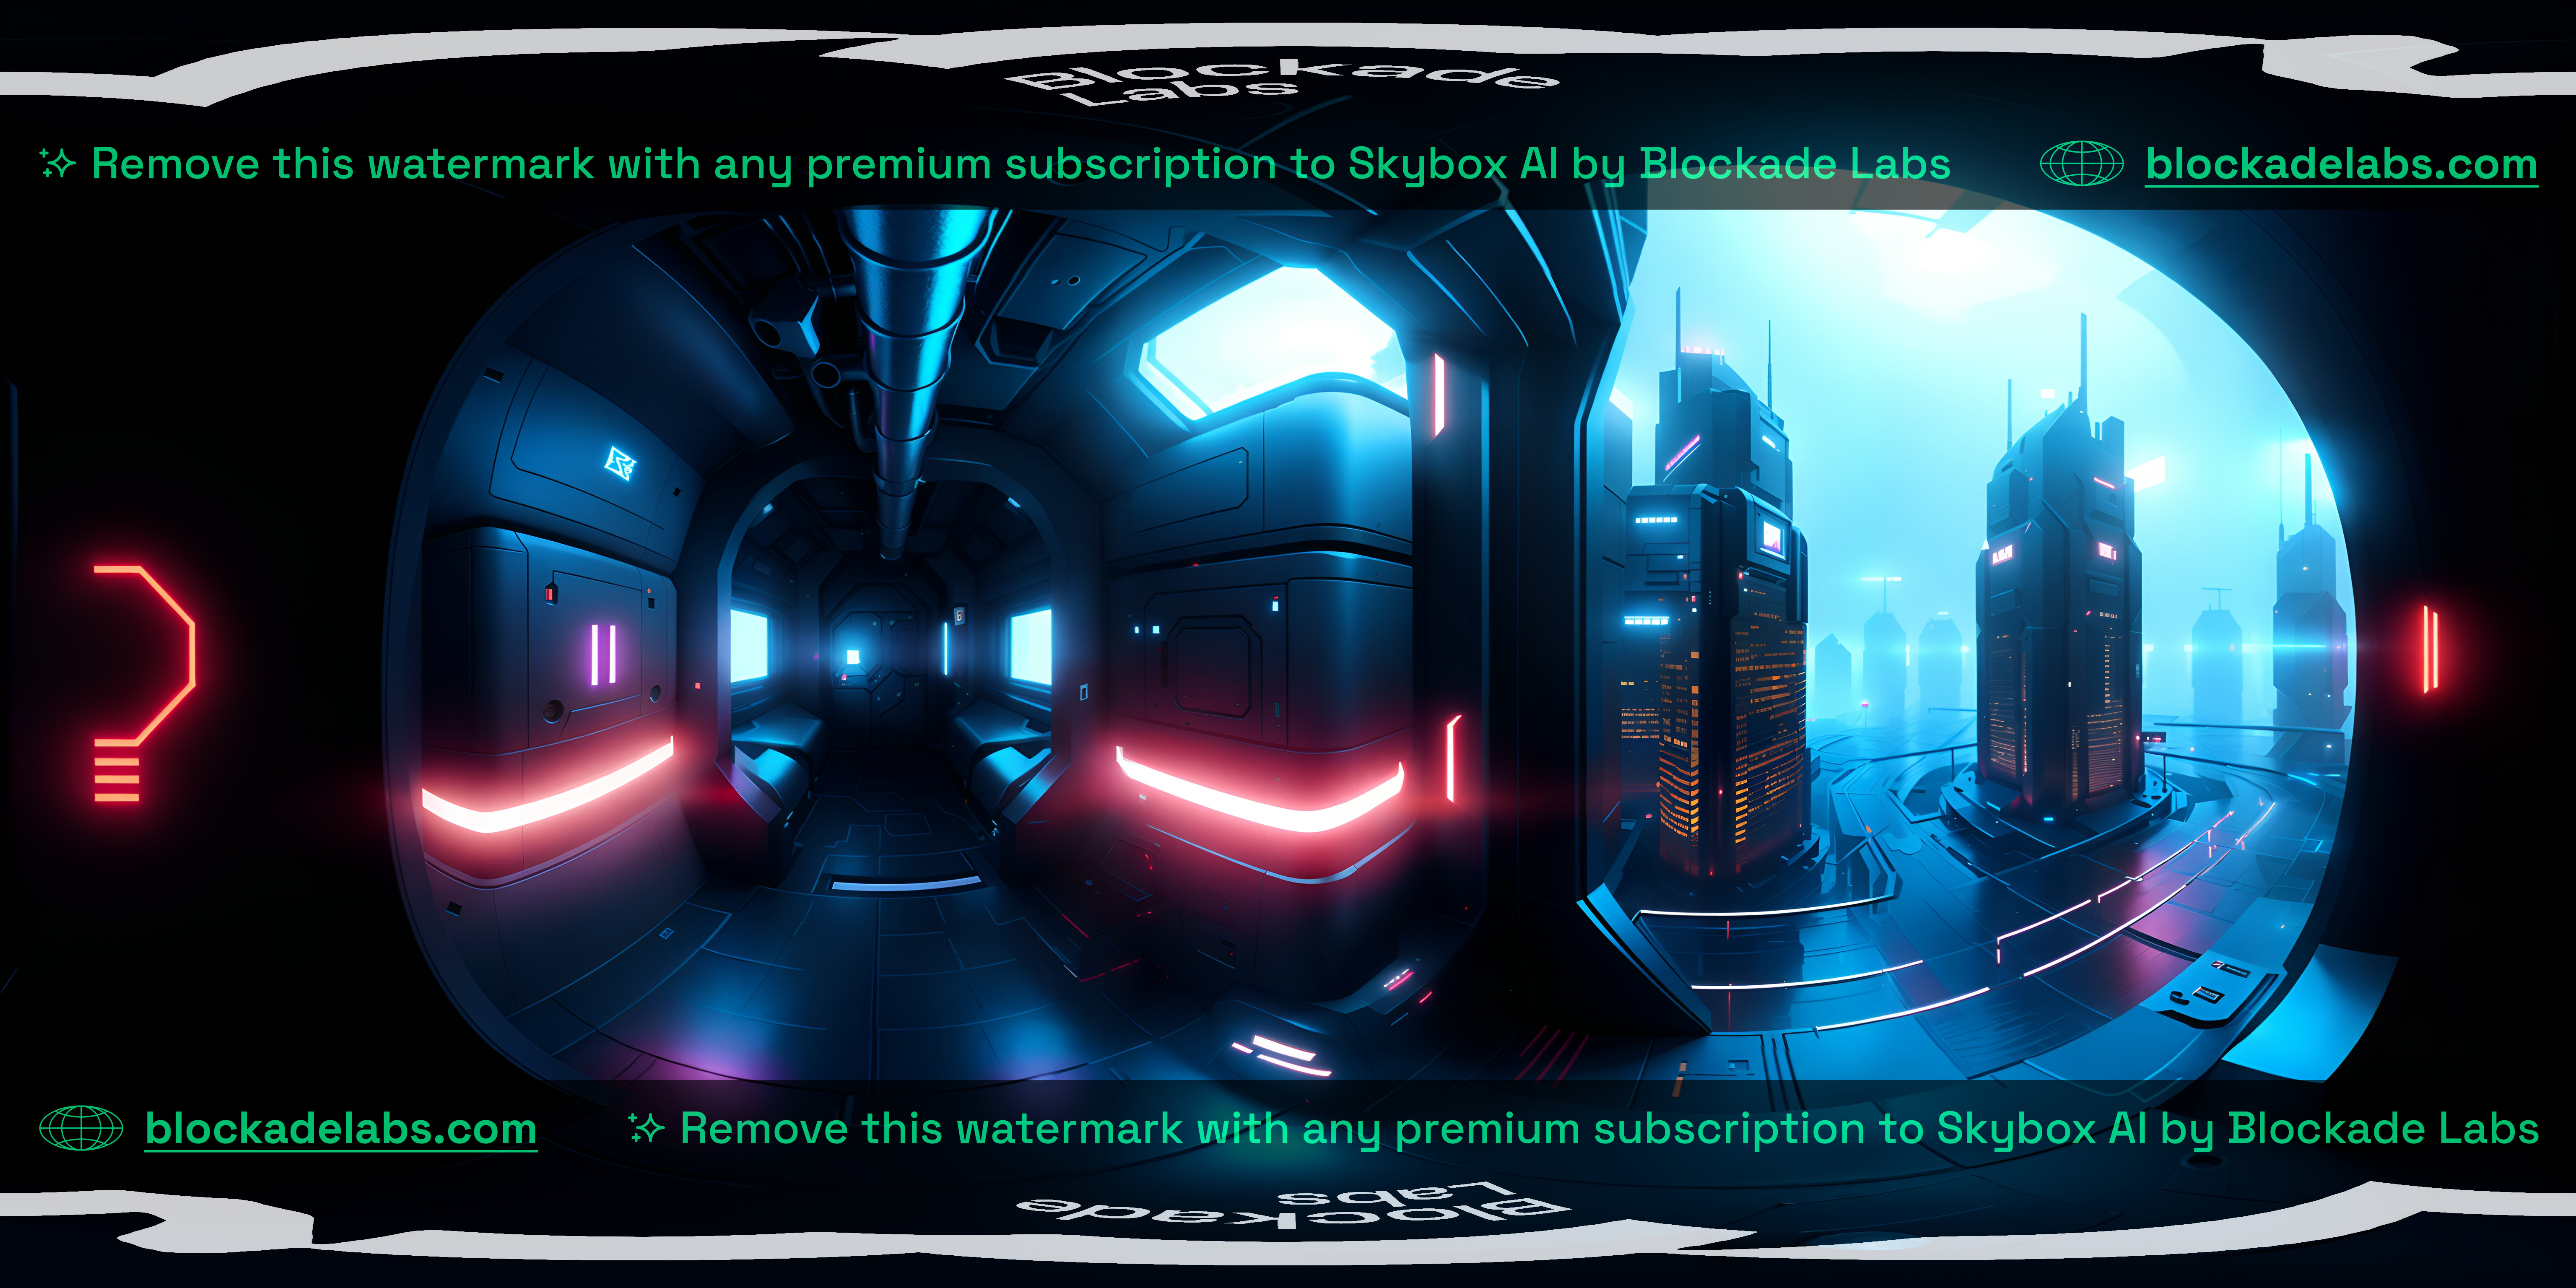 Blockade
Labs
Remove this watermark with any premium subscription to Skybox AI by Blockade Labs
blockadelabs.com
blockadelabs.com
Remove this watermark with any premium subscription to Skybox AI by Blockade Labs
Blockade
Labs